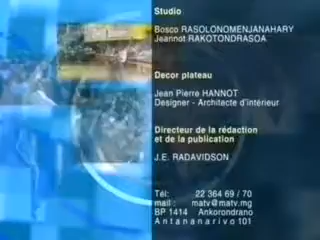 Studio
Bosco RASOLONOMENJANAHARY
Jeannot RAKOTONDRASOA
Decor plateau
Jean Pierre HANNOT
Designer - Architecte d'intérieur
Directeur de la rédaction
et de la publication
J.E. RADAVIDSON
Tél: 22 364 69 / 70
mail : matv@matv.mg
BP 1414 Ankorondrano
Antananarivo 101